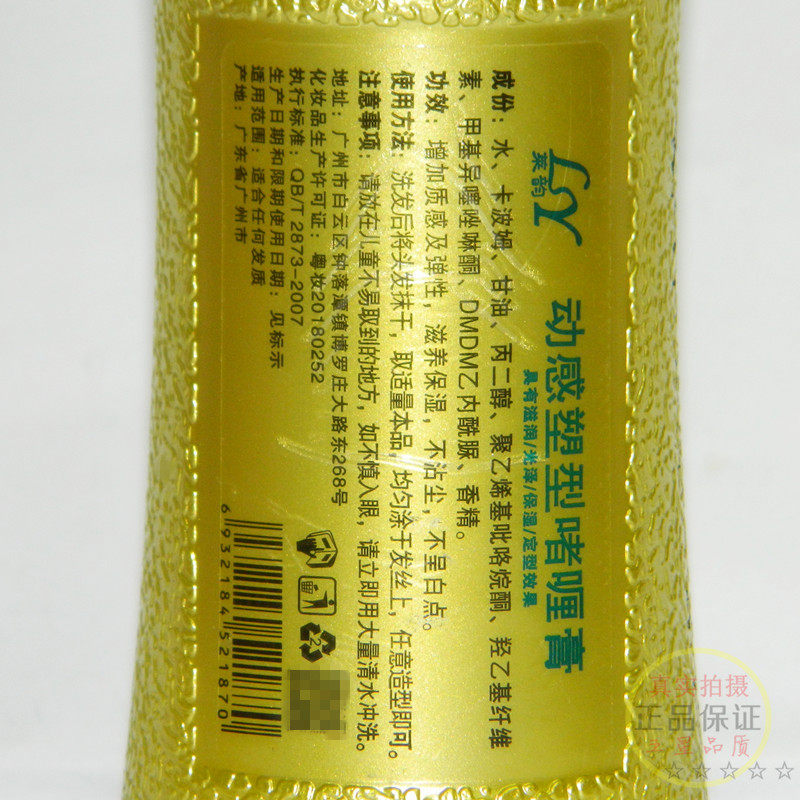 LY
莱韵
动感塑型啫喱膏
具有滋润/光泽/保湿/定型效果
成份：水、卡波姆、甘油、丙二醇、聚乙烯基吡咯烷酮、羟乙基纤维
素、甲基异噻唑啉酮、DMDM乙内酰脲、香精。
功效：增加质感及弹性，滋养保湿，不沾尘，不呈白点。
使用方法：洗发后将头发抹干，取适量本品，均匀涂于发丝上，任意造型即可。
注意事项：请放在儿童不易取到的地方，如不慎入眼，请立即用大量清水冲洗。
地址：广州市白云区钟落潭镇博罗庄大路东268号
化妆品生产许可证：粤妆20180252
执行标准：QB/T 2873-2007
生产日期和限期使用日期：见标示
适用范围：适合任何发质
产地：广东省广州市
6932184521870
2
真实拍摄
正品保证
五星品质
☆☆☆☆☆